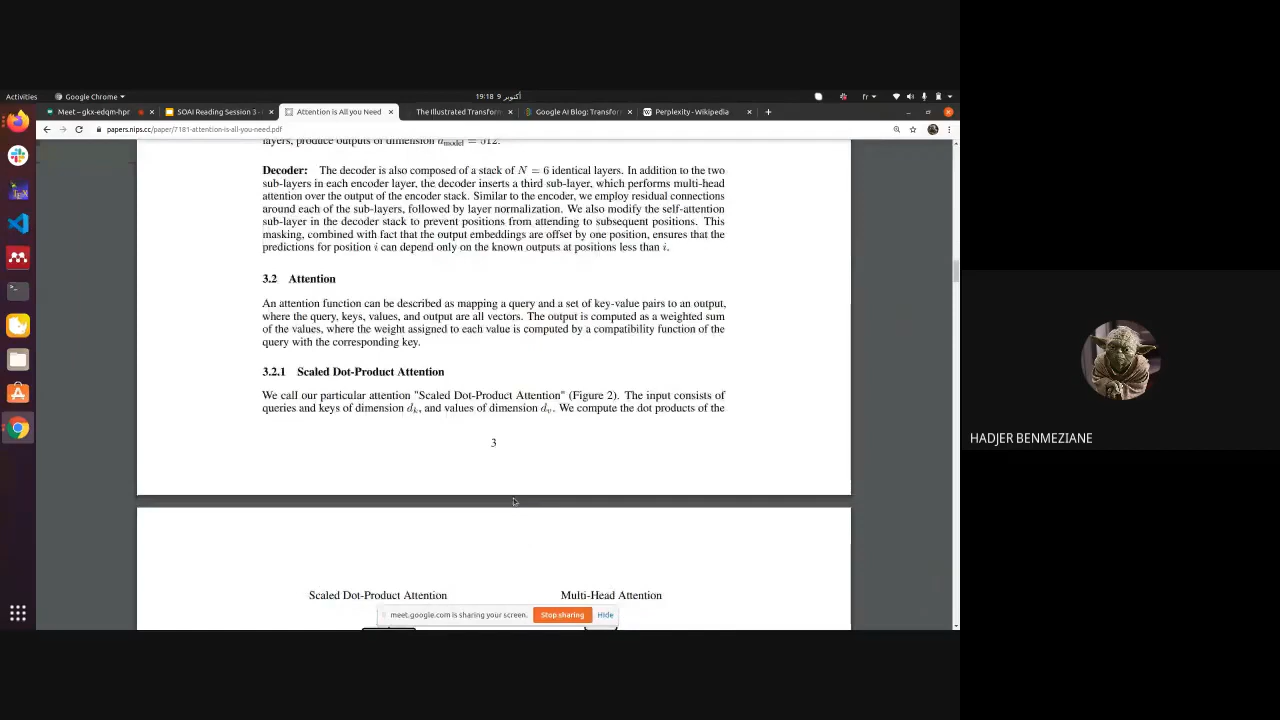 Activities
Google Chrome
19:18 9 أكتوبر
fr
Meet – gkx-edqm-hpr
SOAI Reading Session 3 -
Attention is All you Need
The Illustrated Transform
Google AI Blog: Transform
Perplexity - Wikipedia
papers.nips.cc/paper/7181-attention-is-all-you-need.pdf
layers, produce outputs of dimension d_model = 512.
Decoder: The decoder is also composed of a stack of N = 6 identical layers. In addition to the two
sub-layers in each encoder layer, the decoder inserts a third sub-layer, which performs multi-head
attention over the output of the encoder stack. Similar to the encoder, we employ residual connections
around each of the sub-layers, followed by layer normalization. We also modify the self-attention
sub-layer in the decoder stack to prevent positions from attending to subsequent positions. This
masking, combined with fact that the output embeddings are offset by one position, ensures that the
predictions for position i can depend only on the known outputs at positions less than i.
3.2 Attention
An attention function can be described as mapping a query and a set of key-value pairs to an output,
where the query, keys, values, and output are all vectors. The output is computed as a weighted sum
of the values, where the weight assigned to each value is computed by a compatibility function of the
query with the corresponding key.
3.2.1 Scaled Dot-Product Attention
We call our particular attention "Scaled Dot-Product Attention" (Figure 2). The input consists of
queries and keys of dimension d_k, and values of dimension d_v. We compute the dot products of the
3
Scaled Dot-Product Attention
Multi-Head Attention
meet.google.com is sharing your screen.
Stop sharing
Hide
HADJER BENMEZIANE